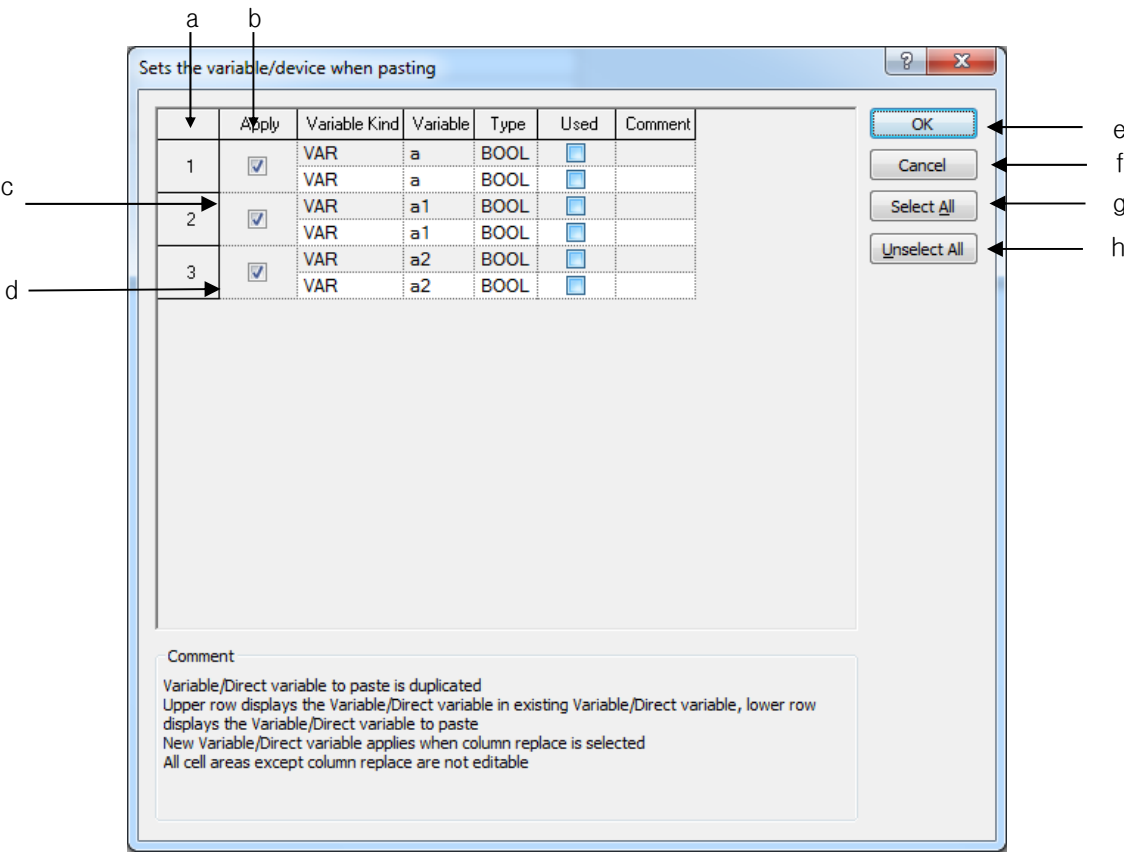 a b
Sets the variable/device when pasting
Apply Variable Kind Variable Type Used Comment
1 VAR a BOOL
VAR a BOOL
2 VAR a1 BOOL
VAR a1 BOOL
3 VAR a2 BOOL
VAR a2 BOOL
c
d
OK
Cancel
Select All
Unselect All
e
f
g
h
Comment
Variable/Direct variable to paste is duplicated
Upper row displays the Variable/Direct variable in existing Variable/Direct variable, lower row
displays the Variable/Direct variable to paste
New Variable/Direct variable applies when column replace is selected
All cell areas except column replace are not editable